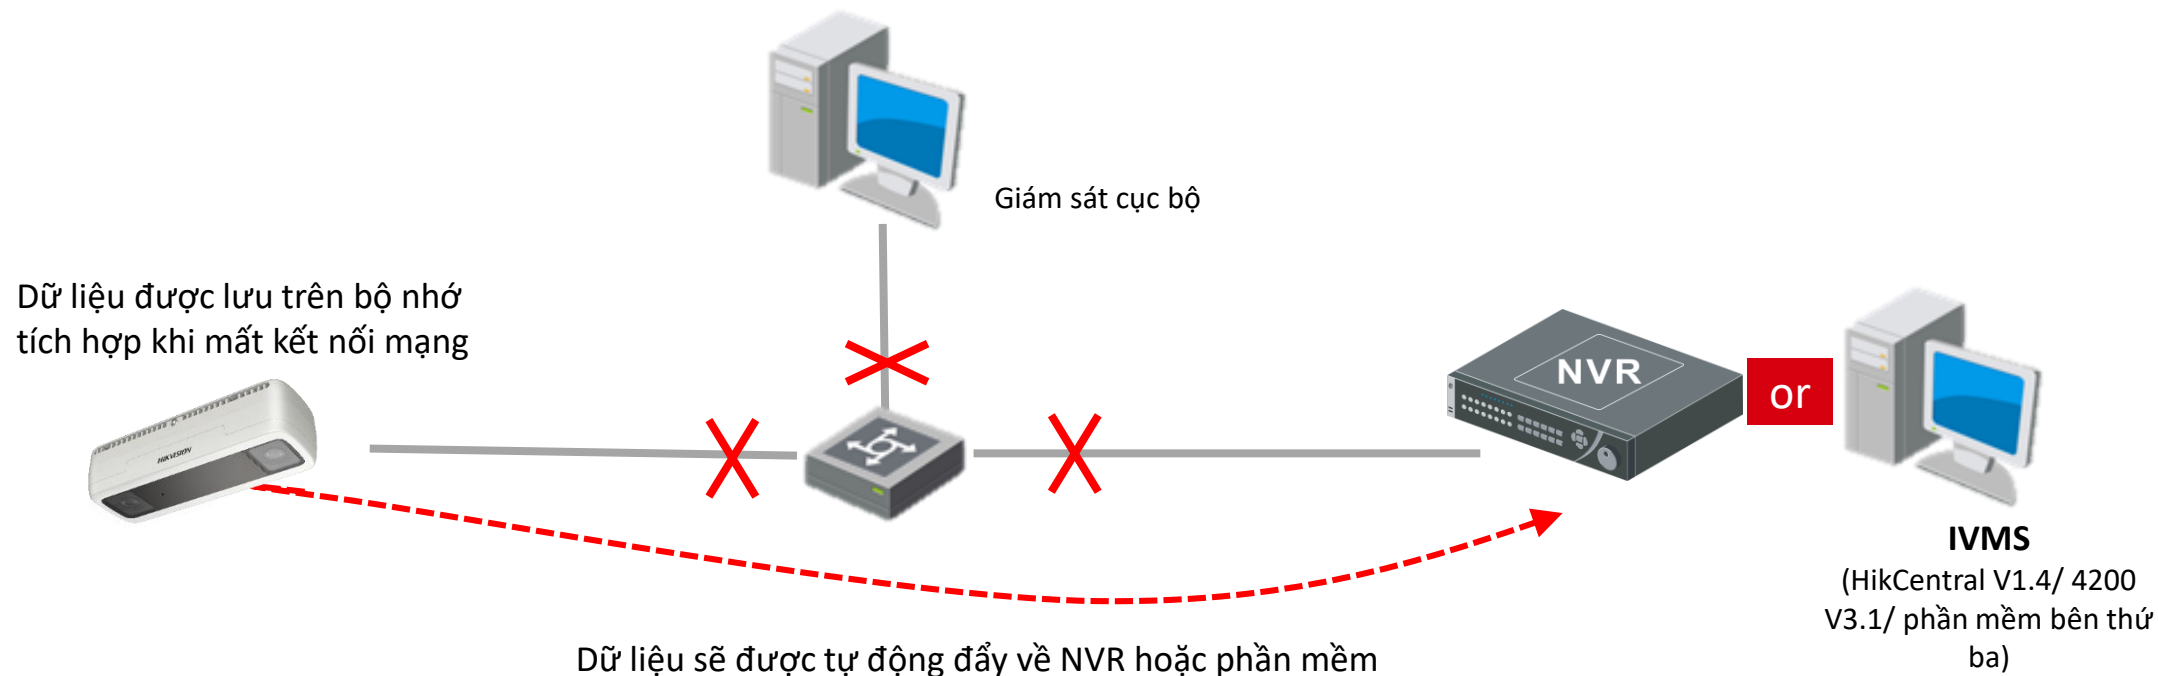 Giám sát cục bộ
Dữ liệu được lưu trên bộ nhớ
tích hợp khi mất kết nối mạng
HIKVISION
NVR
or
IVMS
(HikCentral V1.4/ 4200
V3.1/ phần mềm bên thứ
ba)
Dữ liệu sẽ được tự động đẩy về NVR hoặc phần mềm